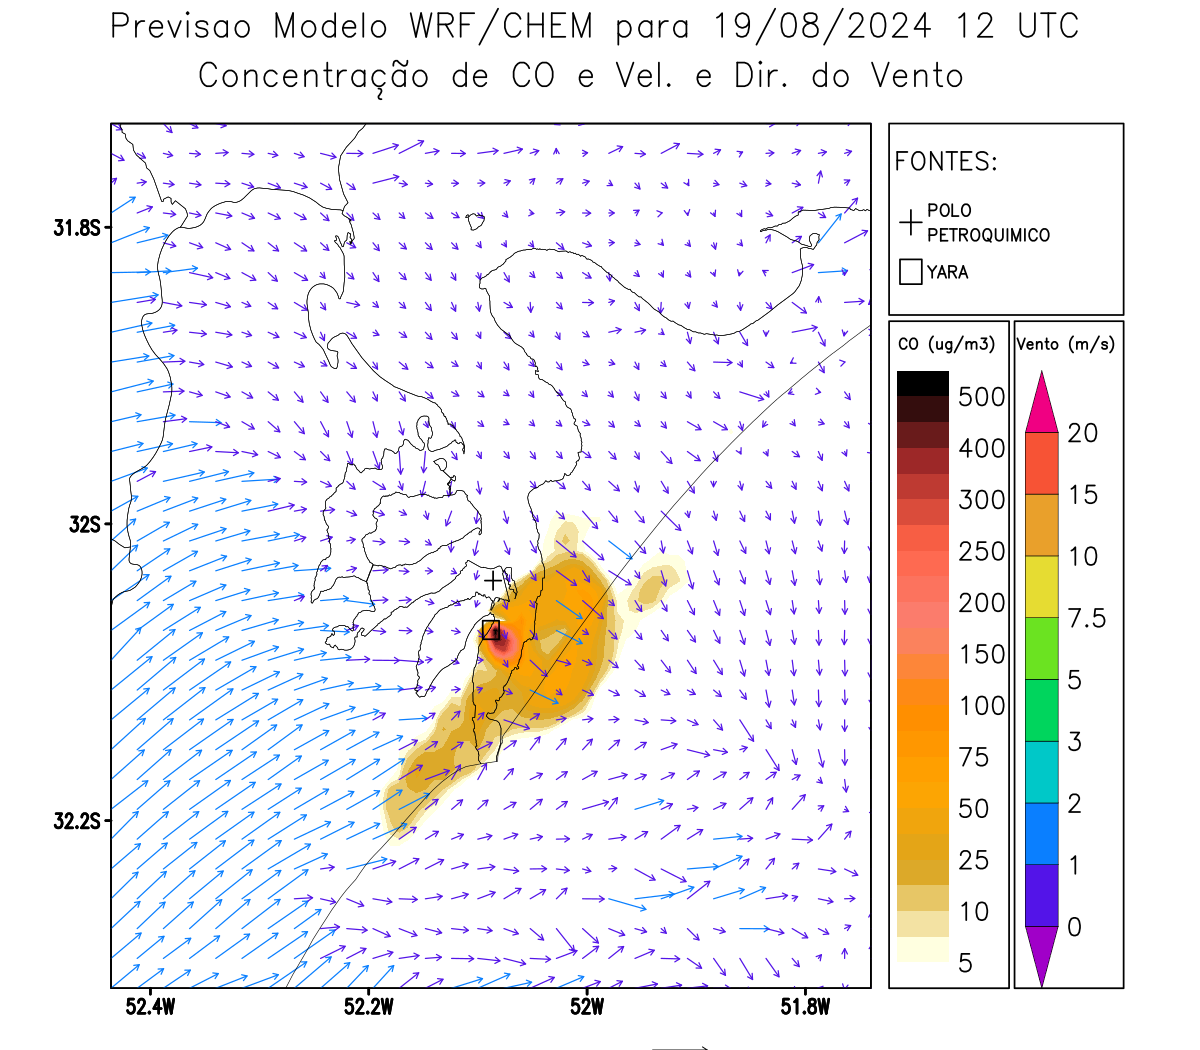 Previsao Modelo WRF/CHEM para 19/08/2024 12 UTC
Concentração de CO e Vel. e Dir. do Vento
FONTES:
POLO
PETROQUIMICO
YARA
CO (ug/m3)
500
400
300
250
200
150
100
75
50
25
10
5
Vento (m/s)
20
15
10
7.5
5
3
2
1
0
31.8S
32S
32.2S
52.4W
52.2W
52W
51.8W